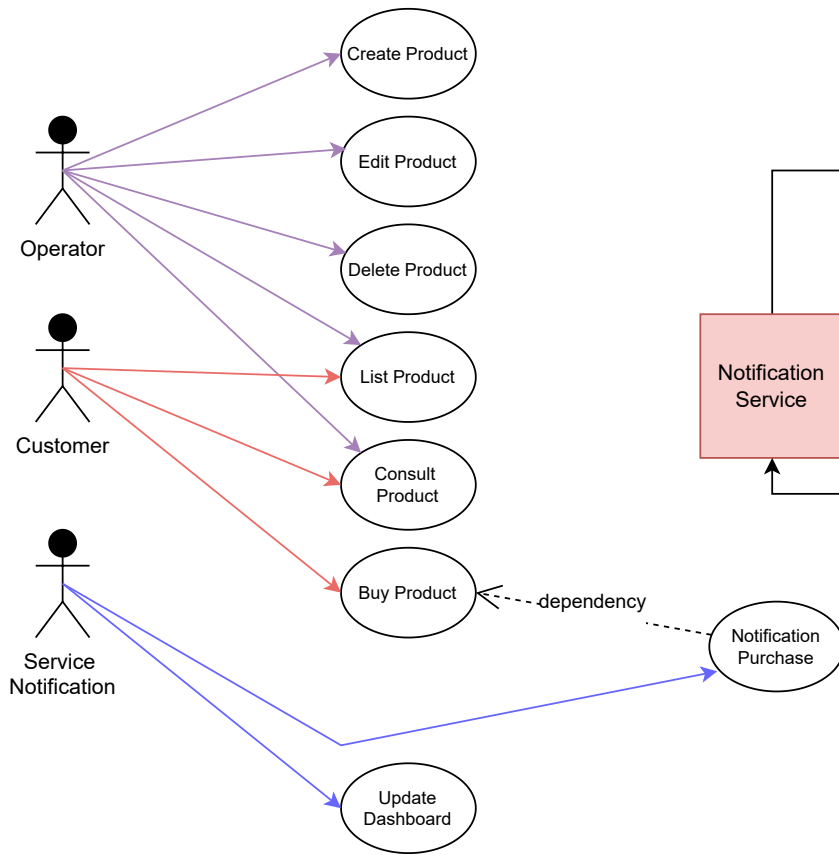 Create Product
Edit Product
Operator
Delete Product
List Product
Notification
Service
Customer
Consult
Product
Buy Product
dependency
Notification
Purchase
Service
Notification
Update
Dashboard